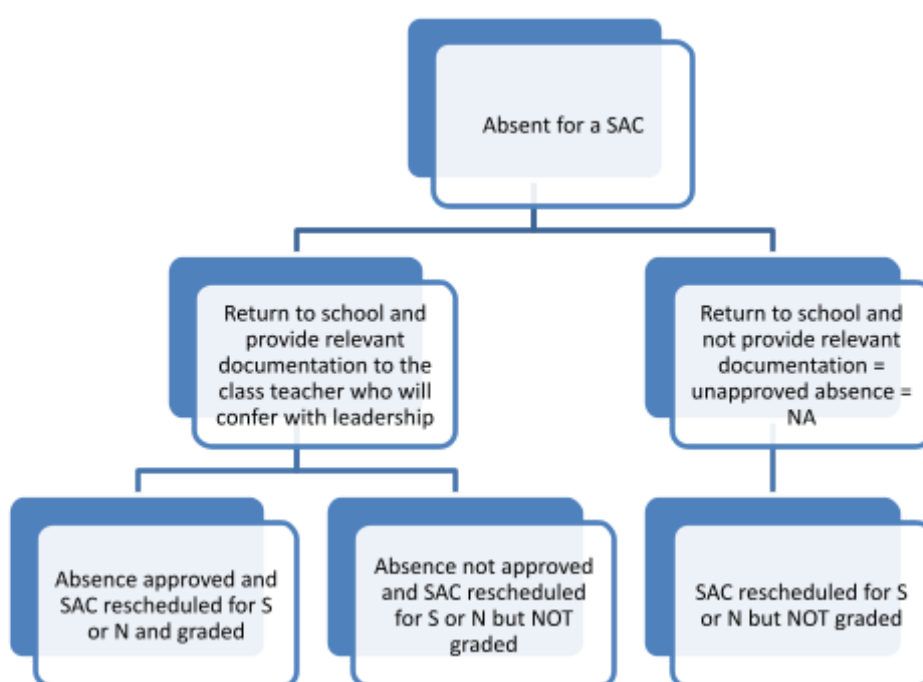 Absent for a SAC
Return to school and
provide relevant
documentation to the
class teacher who will
confer with leadership
Return to school and
not provide relevant
documentation =
unapproved absence =
NA
Absence approved and
SAC rescheduled for S
or N and graded
Absence not approved
and SAC rescheduled
for S or N but NOT
graded
SAC rescheduled for S
or N but NOT graded